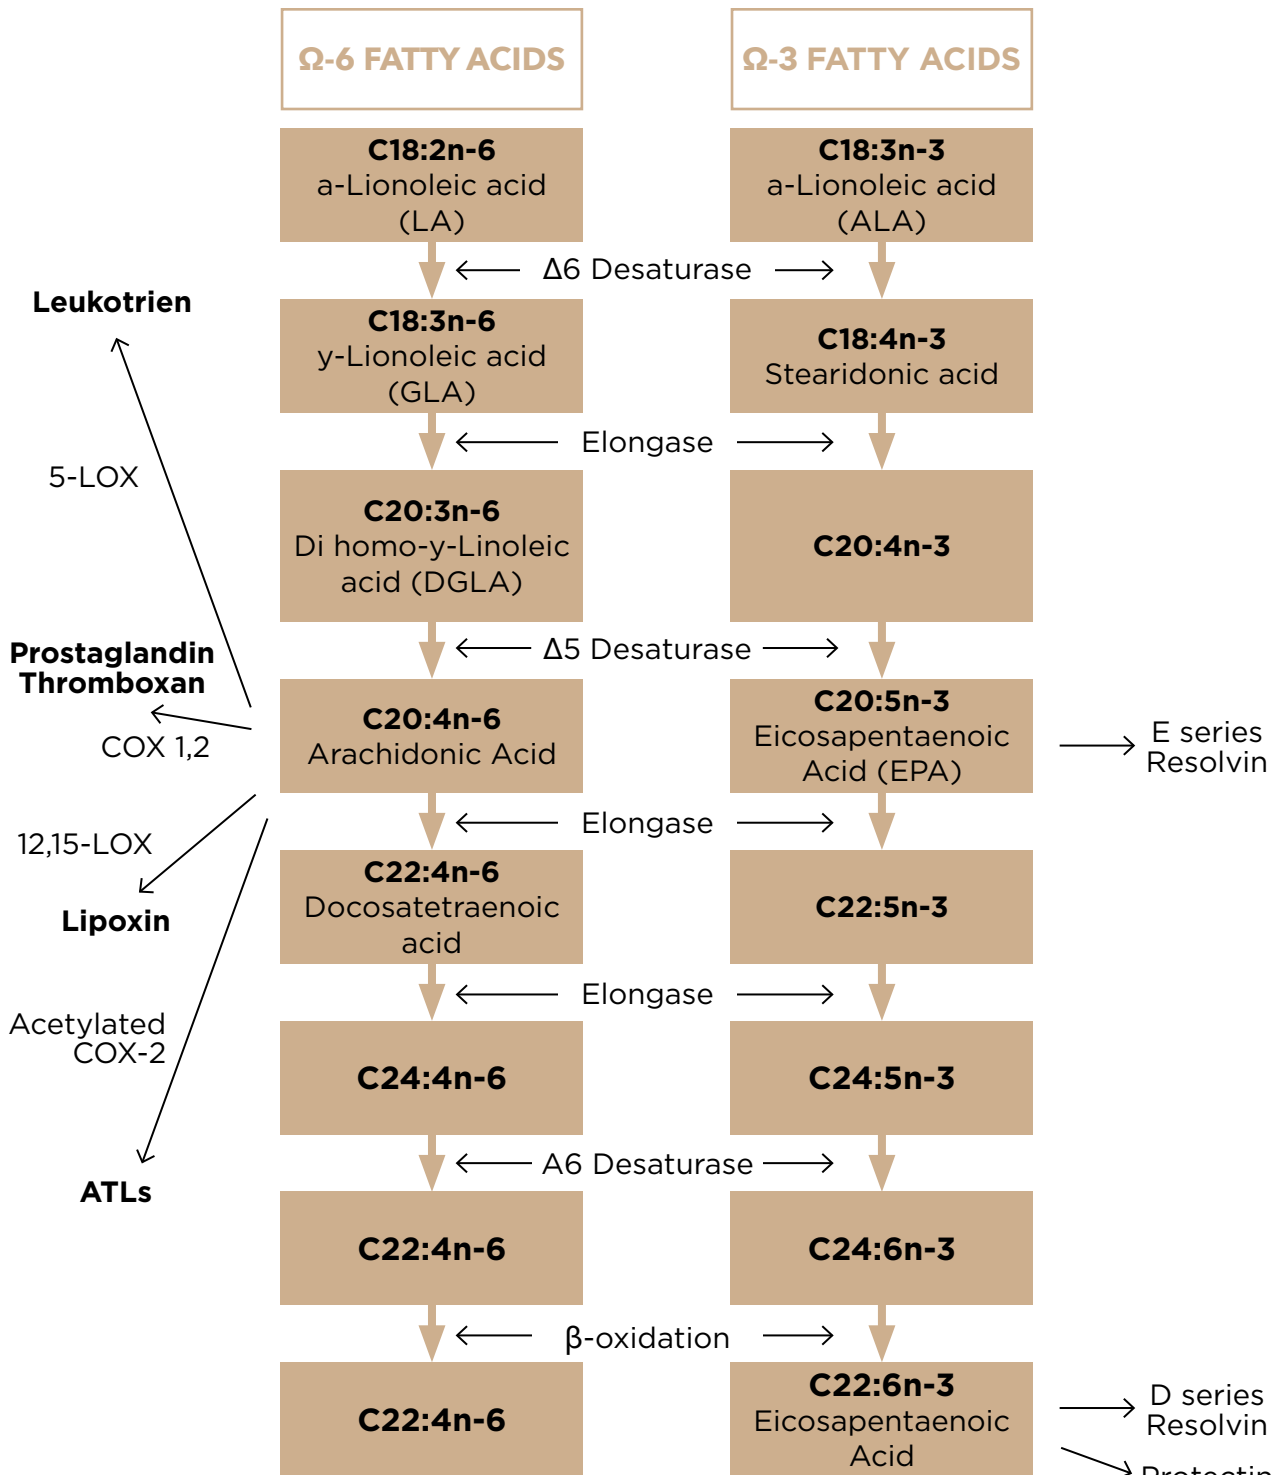 Ω-6 FATTY ACIDS
Ω-3 FATTY ACIDS
C18:2n-6
a-Lionoleic acid
(LA)
C18:3n-3
a-Lionoleic acid
(ALA)
Δ6 Desaturase
Leukotrien
C18:3n-6
y-Lionoleic acid
(GLA)
C18:4n-3
Stearidonic acid
Elongase
5-LOX
C20:3n-6
Di homo-y-Linoleic
acid (DGLA)
C20:4n-3
Δ5 Desaturase
Prostaglandin
Thromboxan
COX 1,2
C20:4n-6
Arachidonic Acid
C20:5n-3
Eicosapentaenoic
Acid (EPA)
E series
Resolvin
Elongase
12,15-LOX
Lipoxin
C22:4n-6
Docosatetraenoic
acid
C22:5n-3
Elongase
Acetylated
COX-2
C24:4n-6
C24:5n-3
A6 Desaturase
ATLs
C22:4n-6
C24:6n-3
β-oxidation
C22:4n-6
C22:6n-3
Eicosapentaenoic
Acid
D series
Resolvin
Protectin